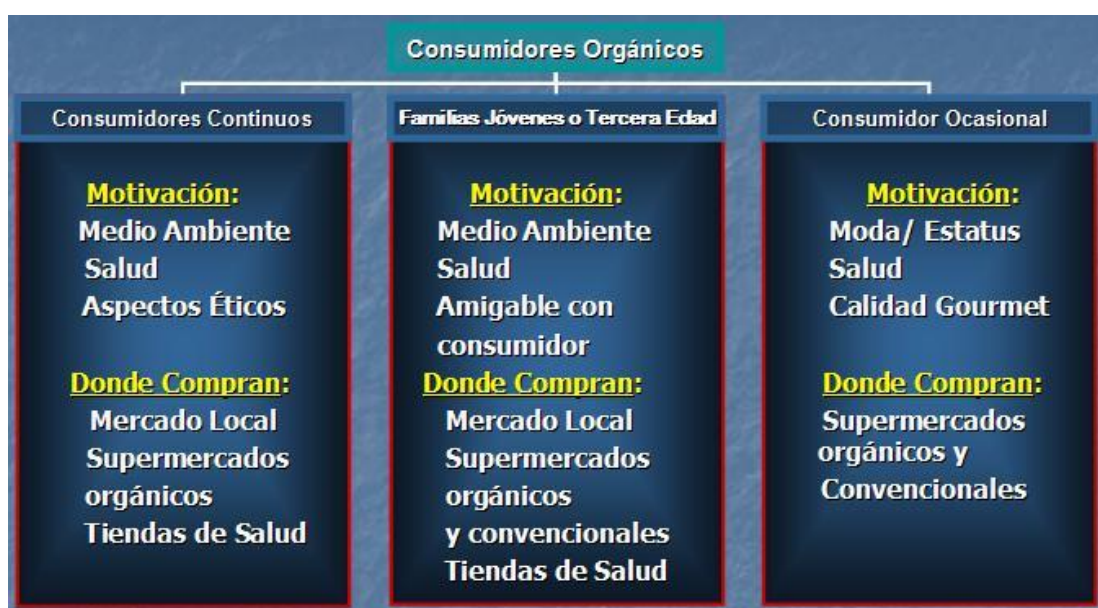 Consumidores Orgánicos
Consumidores Continuos
Motivación:
Medio Ambiente
Salud
Aspectos Éticos
Donde Compran:
Mercado Local
Supermercados
orgánicos
Tiendas de Salud
Familias Jóvenes o Tercera Edad
Motivación:
Medio Ambiente
Salud
Amigable con
consumidor
Donde Compran:
Mercado Local
Supermercados
orgánicos
y convencionales
Tiendas de Salud
Consumidor Ocasional
Motivación:
Moda/ Estatus
Salud
Calidad Gourmet
Donde Compran:
Supermercados
orgánicos y
Convencionales